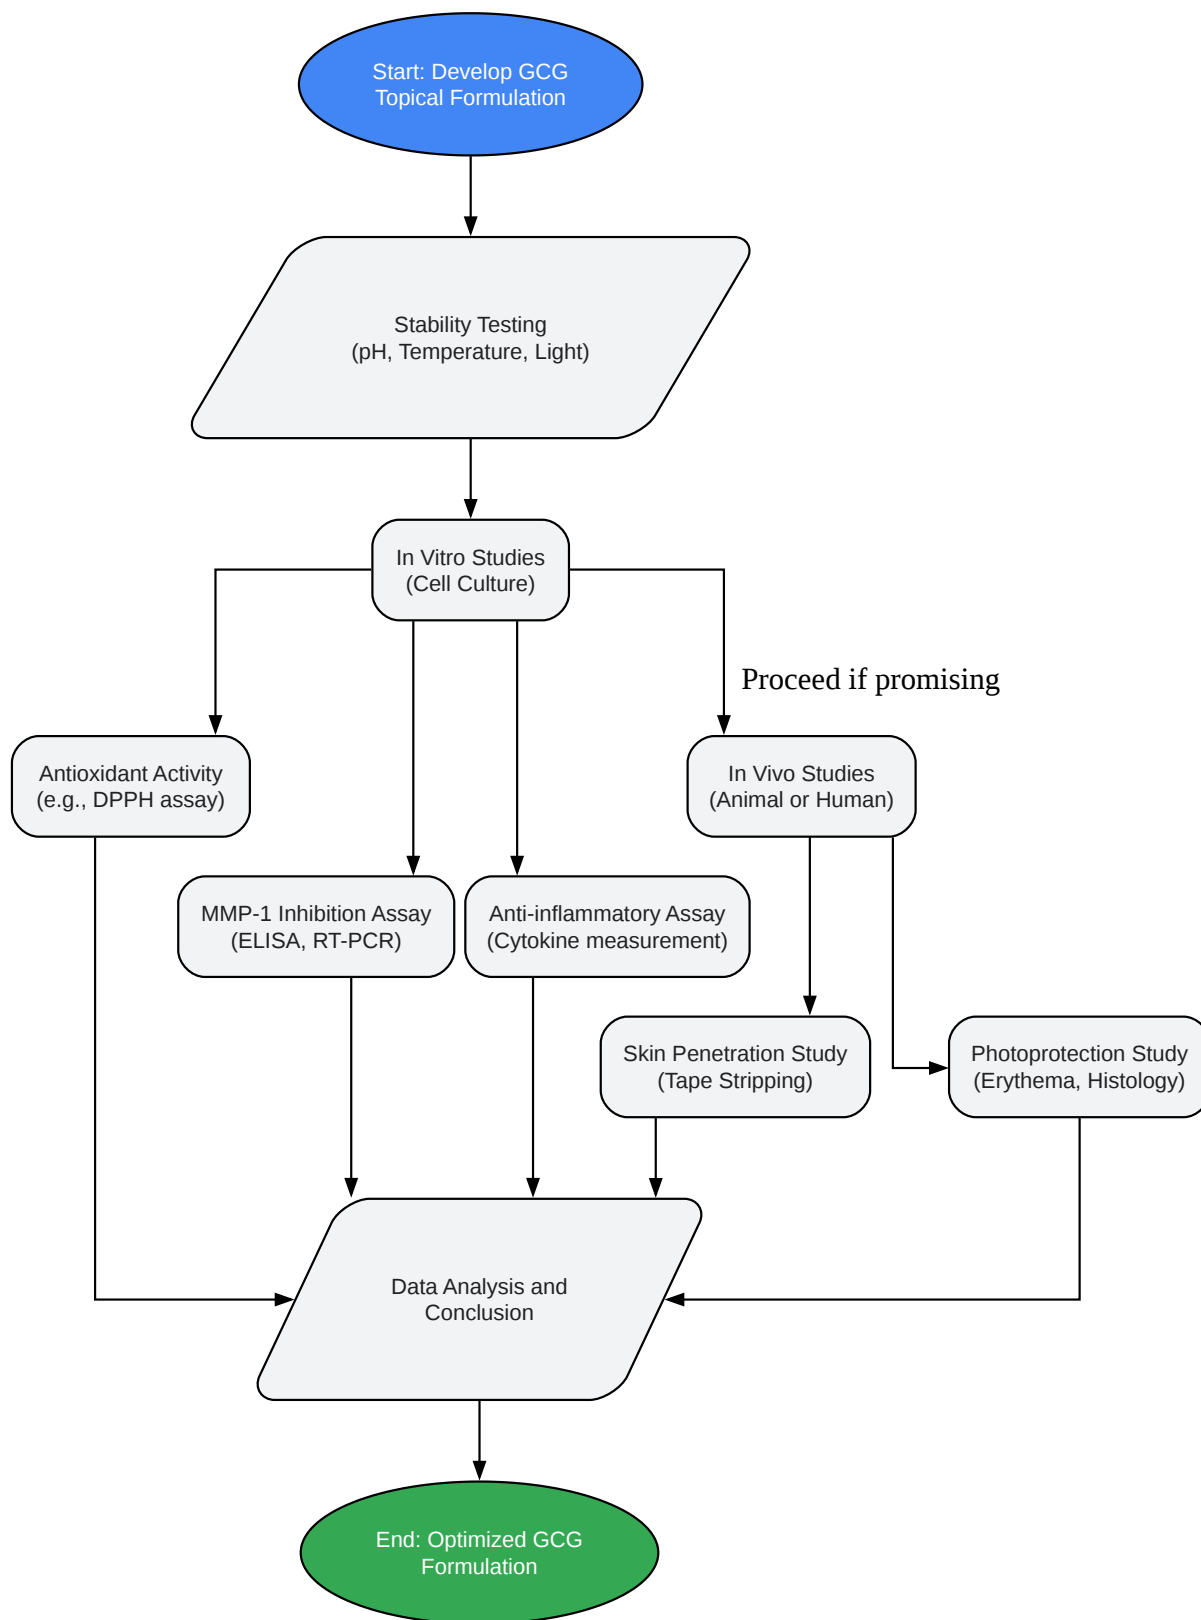 Start: Develop GCG
Topical Formulation
Stability Testing
(pH, Temperature, Light)
In Vitro Studies
(Cell Culture)
Proceed if promising
Antioxidant Activity
(e.g., DPPH assay)
In Vivo Studies
(Animal or Human)
MMP-1 Inhibition Assay
(ELISA, RT-PCR)
Anti-inflammatory Assay
(Cytokine measurement)
Skin Penetration Study
(Tape Stripping)
Photoprotection Study
(Erythema, Histology)
Data Analysis and
Conclusion
End: Optimized GCG
Formulation